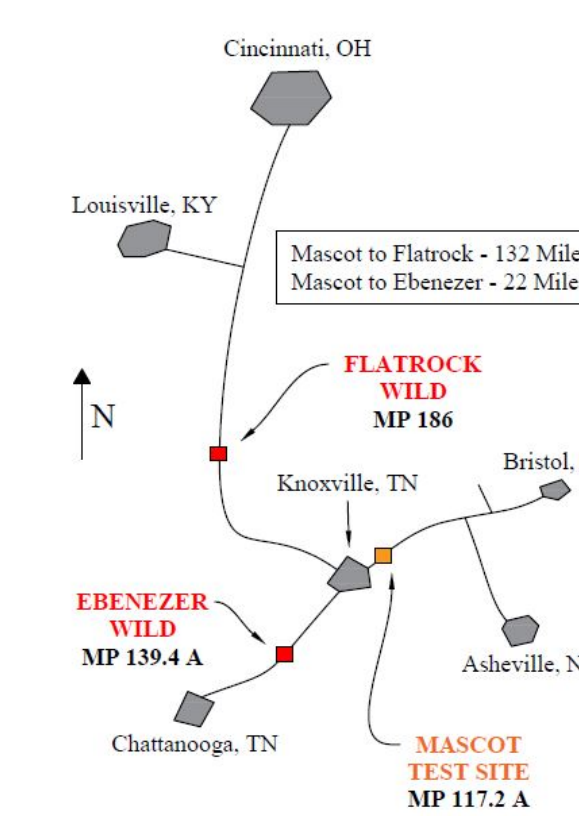 Cincinnati, OH
Louisville, KY
Mascot to Flatrock - 132 Mile
Mascot to Ebenezer - 22 Mile
FLATROCK
WILD
MP 186
N
Bristol,
Knoxville, TN
EBENEZER
WILD
MP 139.4 A
Asheville, N
Chattanooga, TN
MASCOT
TEST SITE
MP 117.2 A